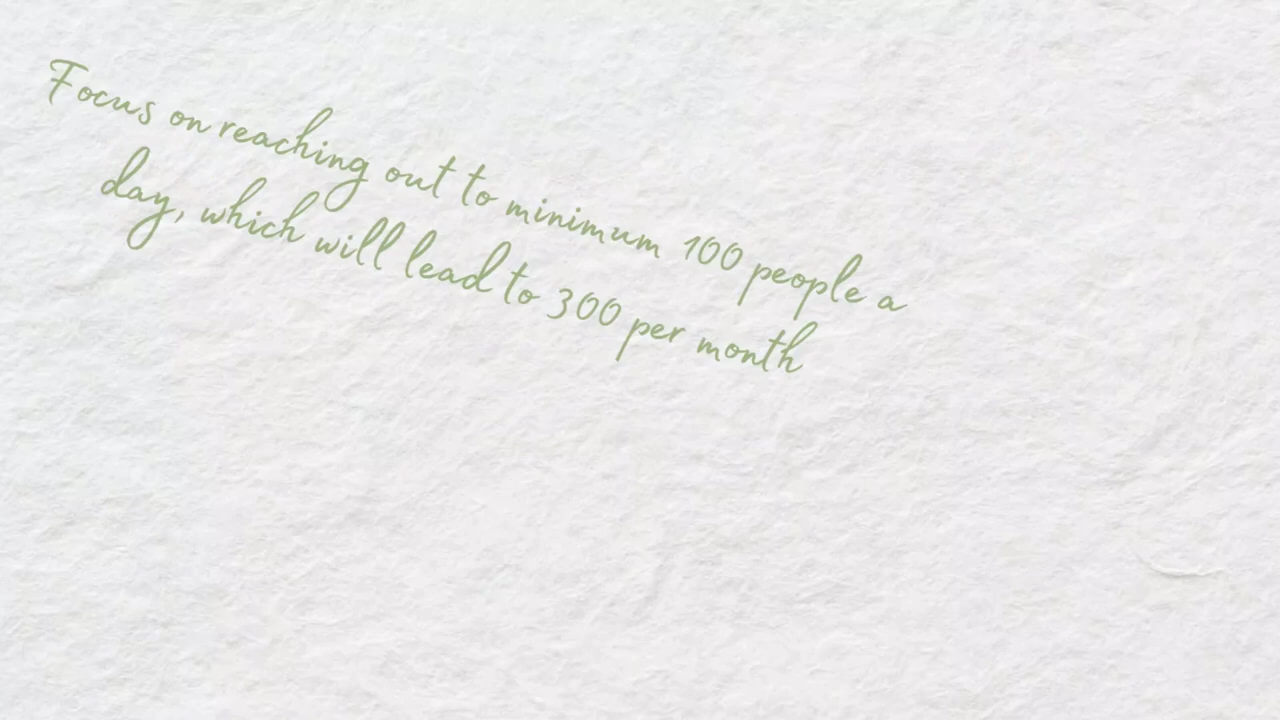 Focus on reaching out to minimum 100 people a
day, which will lead to 300 per month